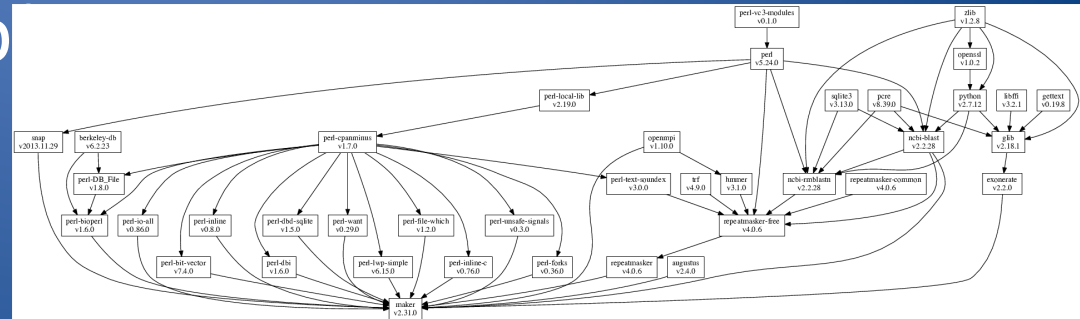 perl-vc3-modules
v0.1.0
zlib
v1.2.8
perl
v5.24.0
openssl
v1.0.2
perl-local-lib
v2.19.0
sqlite3
v3.13.0
pcre
v8.39.0
python
v2.7.12
libffi
v3.2.1
gettext
v0.19.8
snap
v2013.11.29
berkeley-db
v6.2.23
perl-cpanminus
v1.7.0
openmpi
v1.10.0
ncbi-blast
v2.2.28
glib
v2.18.1
perl-DB_File
v1.8.0
perl-text-soundex
v3.0.0
trf
v4.9.0
hmmer
v3.1.0
ncbi-rmblastn
v2.2.28
repeatmasker-common
v4.0.6
exonerate
v2.2.0
perl-bioperl
v1.6.0
perl-io-all
v0.86.0
perl-inline
v0.8.0
perl-dbd-sqlite
v1.5.0
perl-want
v0.29.0
perl-file-which
v1.2.0
perl-unsafe-signals
v0.3.0
repeatmasker-free
v4.0.6
perl-bit-vector
v7.4.0
perl-dbi
v1.6.0
perl-lwp-simple
v6.15.0
perl-inline-c
v0.76.0
perl-forks
v0.36.0
repeatmasker
v4.0.6
augustus
v2.4.0
maker
v2.31.0